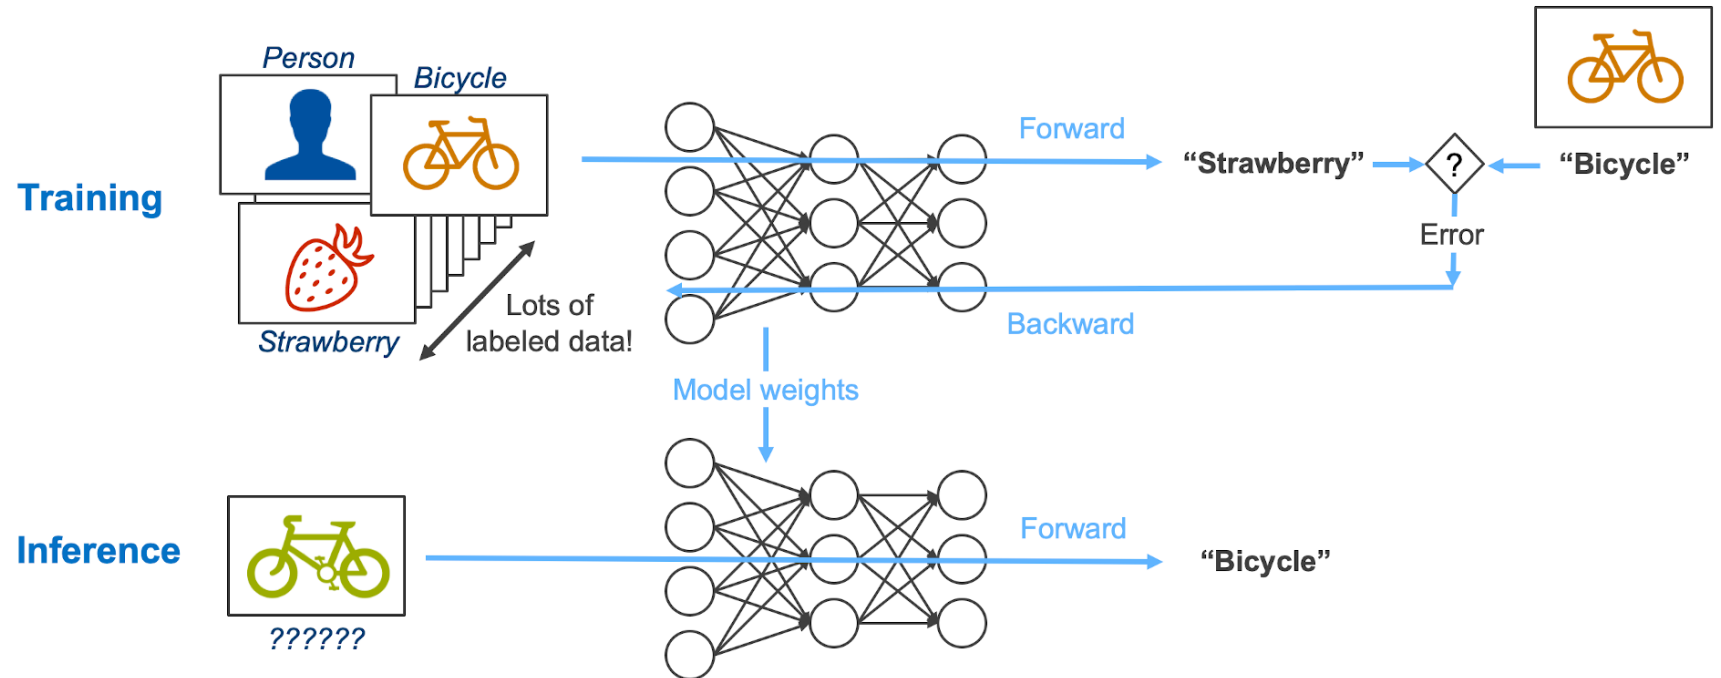 Person
Bicycle
Training
Strawberry
Lots of
labeled data!
Forward
“Strawberry”
?
“Bicycle”
Error
Backward
Model weights
Inference
??????
Forward
“Bicycle”